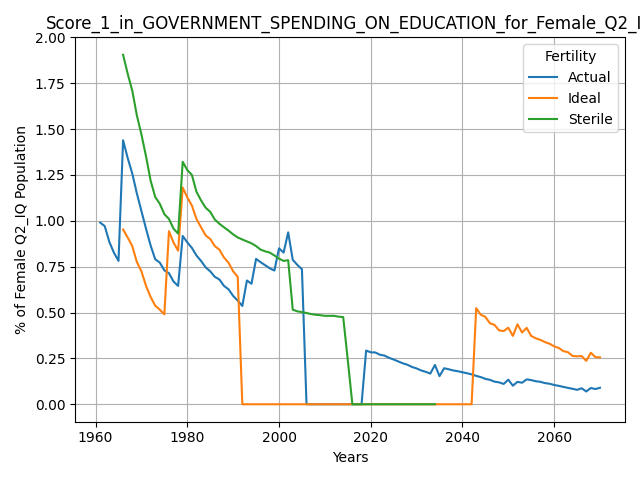 Score_1_in_GOVERNMENT_SPENDING_ON_EDUCATION_for_Female_Q2_I
Fertility
Actual
Ideal
Sterile
% of Female Q2_IQ Population
2.00
1.75
1.50
1.25
1.00
0.75
0.50
0.25
0.00
1960 1980 2000 2020 2040 2060
Years